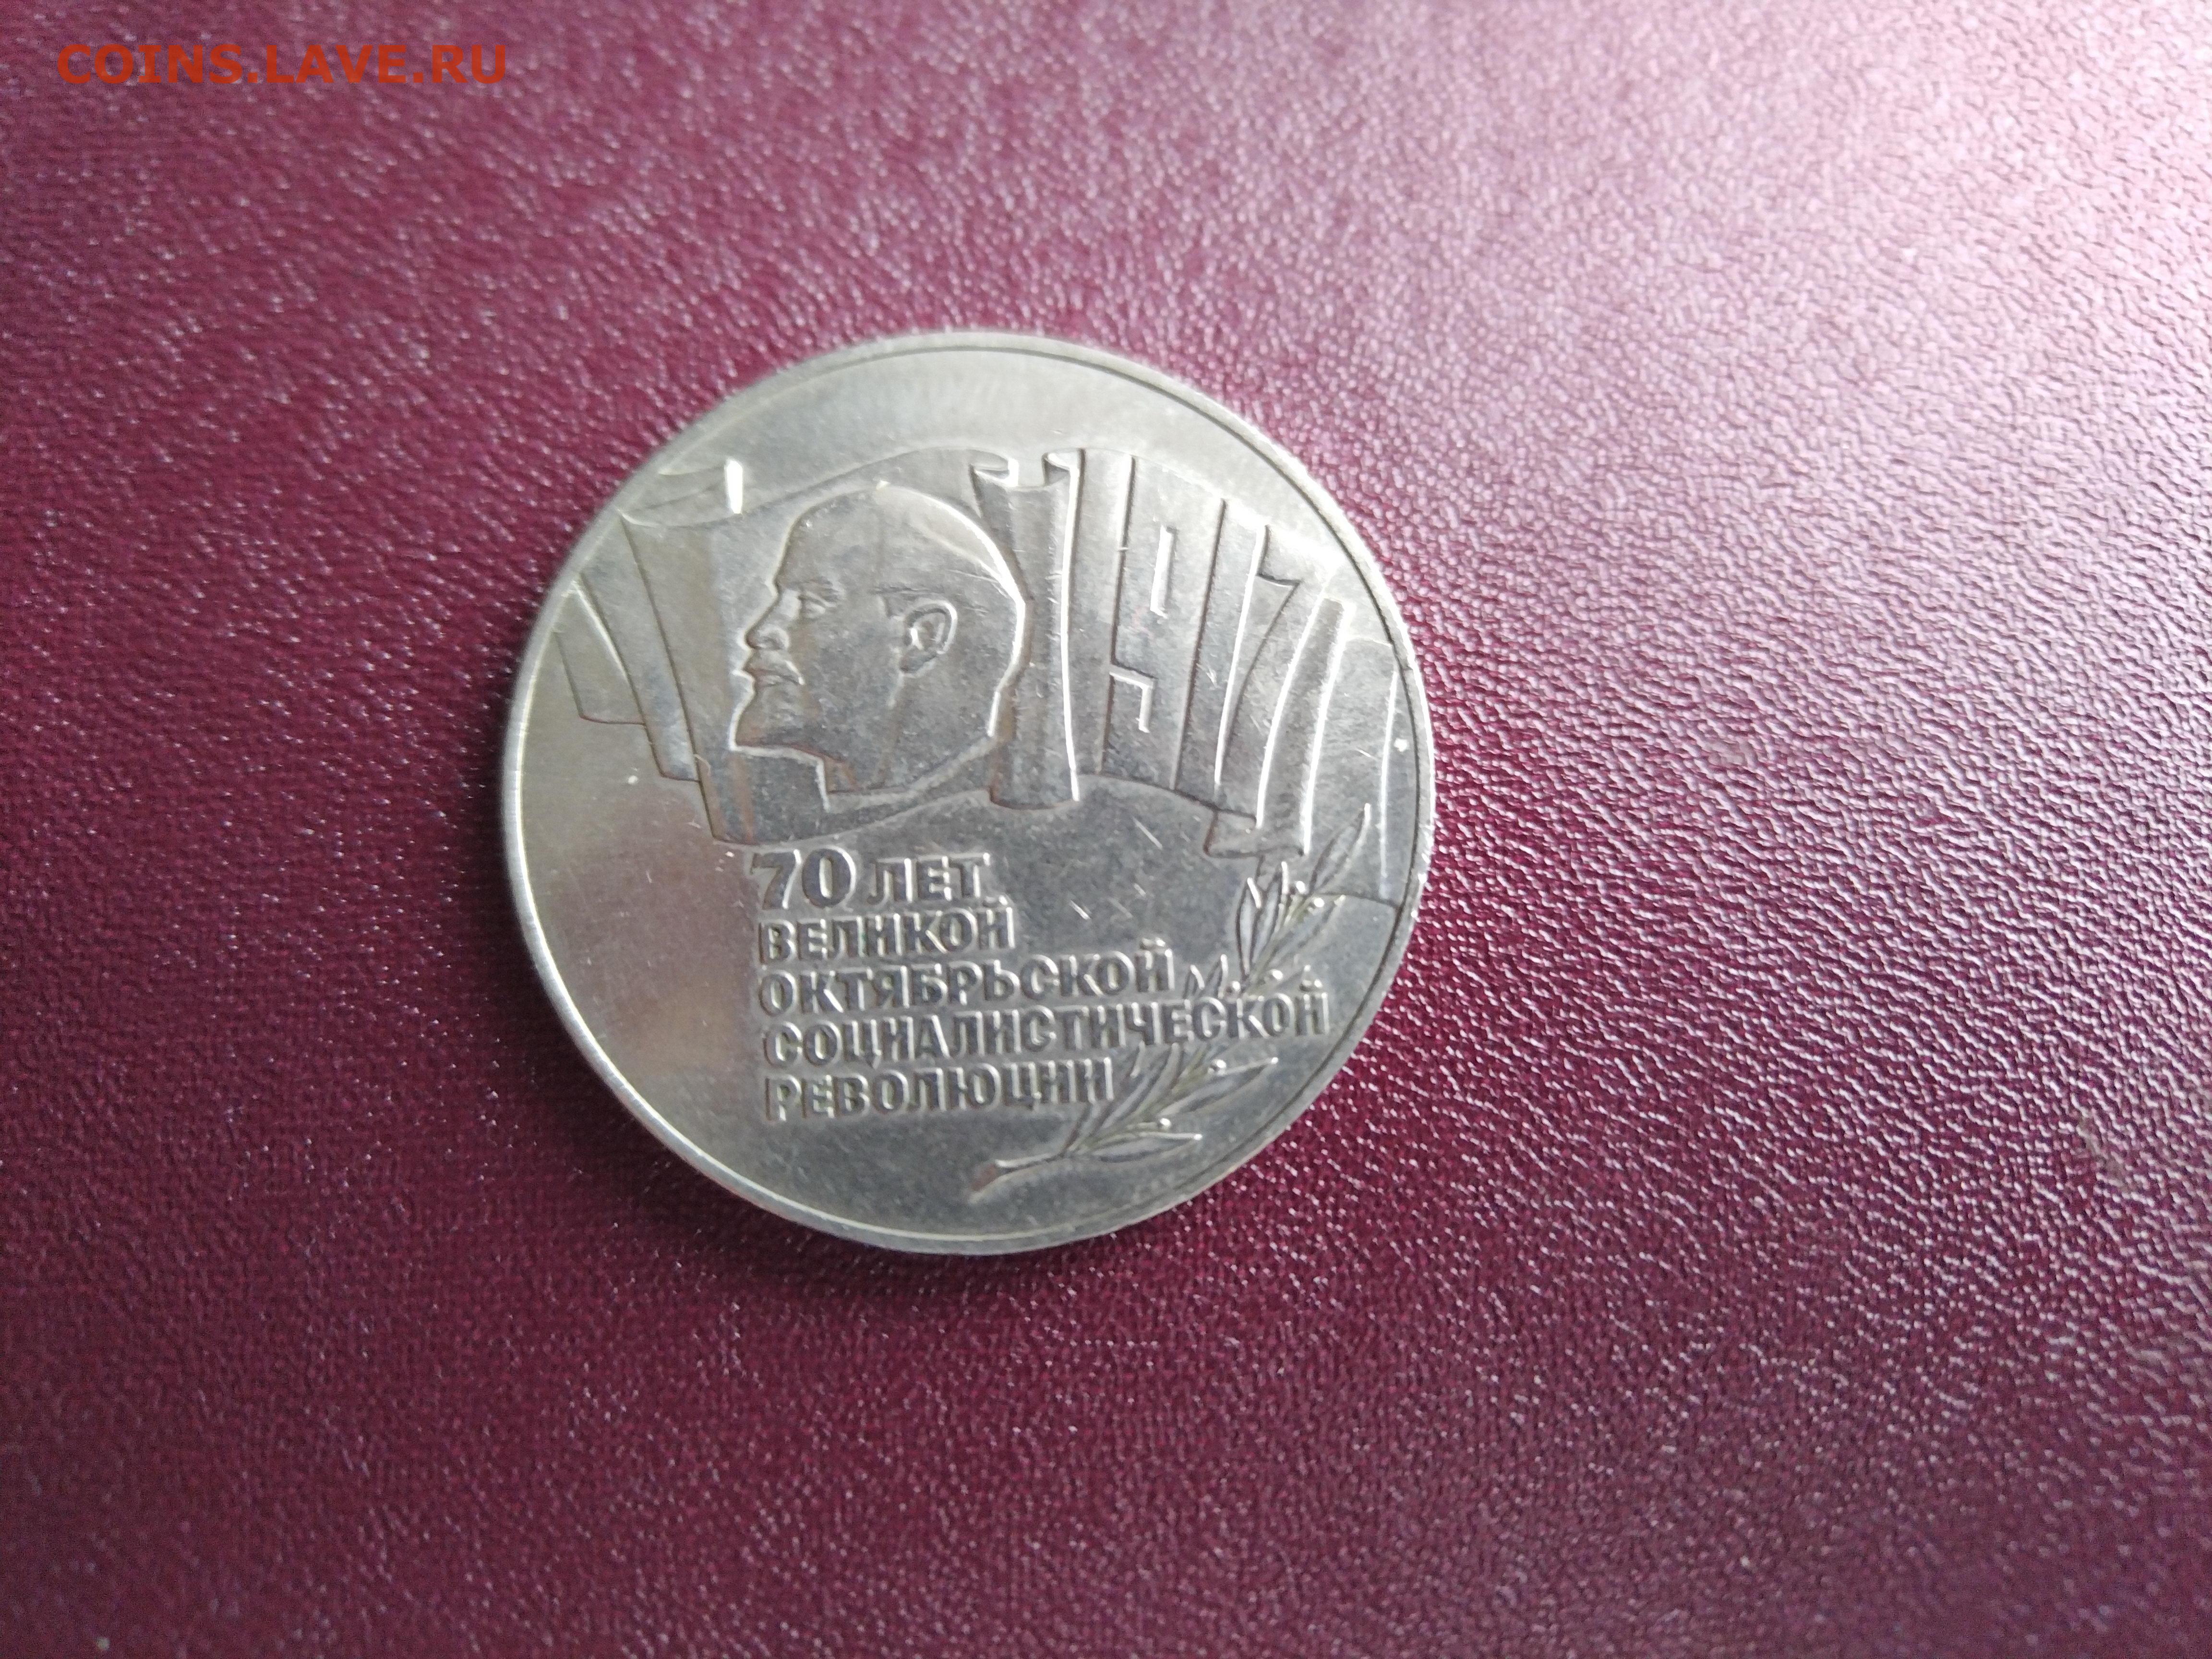 COINS.LAVE.RU
1917
70 ЛЕТ
ВЕЛИКОЙ
ОКТЯБРЬСКОЙ
СОЦИАЛИСТИЧЕСКОЙ
РЕВОЛЮЦИИ